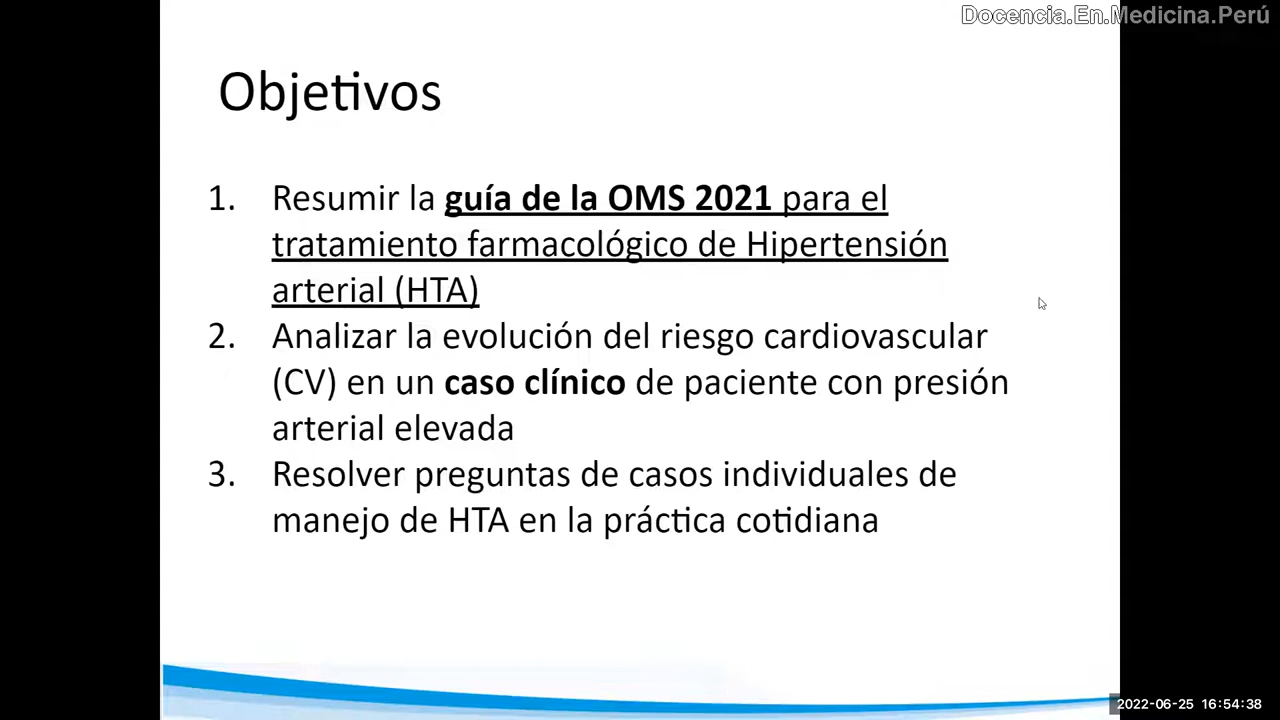 Docencia.En.Medicina.Perú
Objetivos
1. Resumir la guía de la OMS 2021 para el
tratamiento farmacológico de Hipertensión
arterial (HTA)
2. Analizar la evolución del riesgo cardiovascular
(CV) en un caso clínico de paciente con presión
arterial elevada
3. Resolver preguntas de casos individuales de
manejo de HTA en la práctica cotidiana
2022-06-25 16:54:38